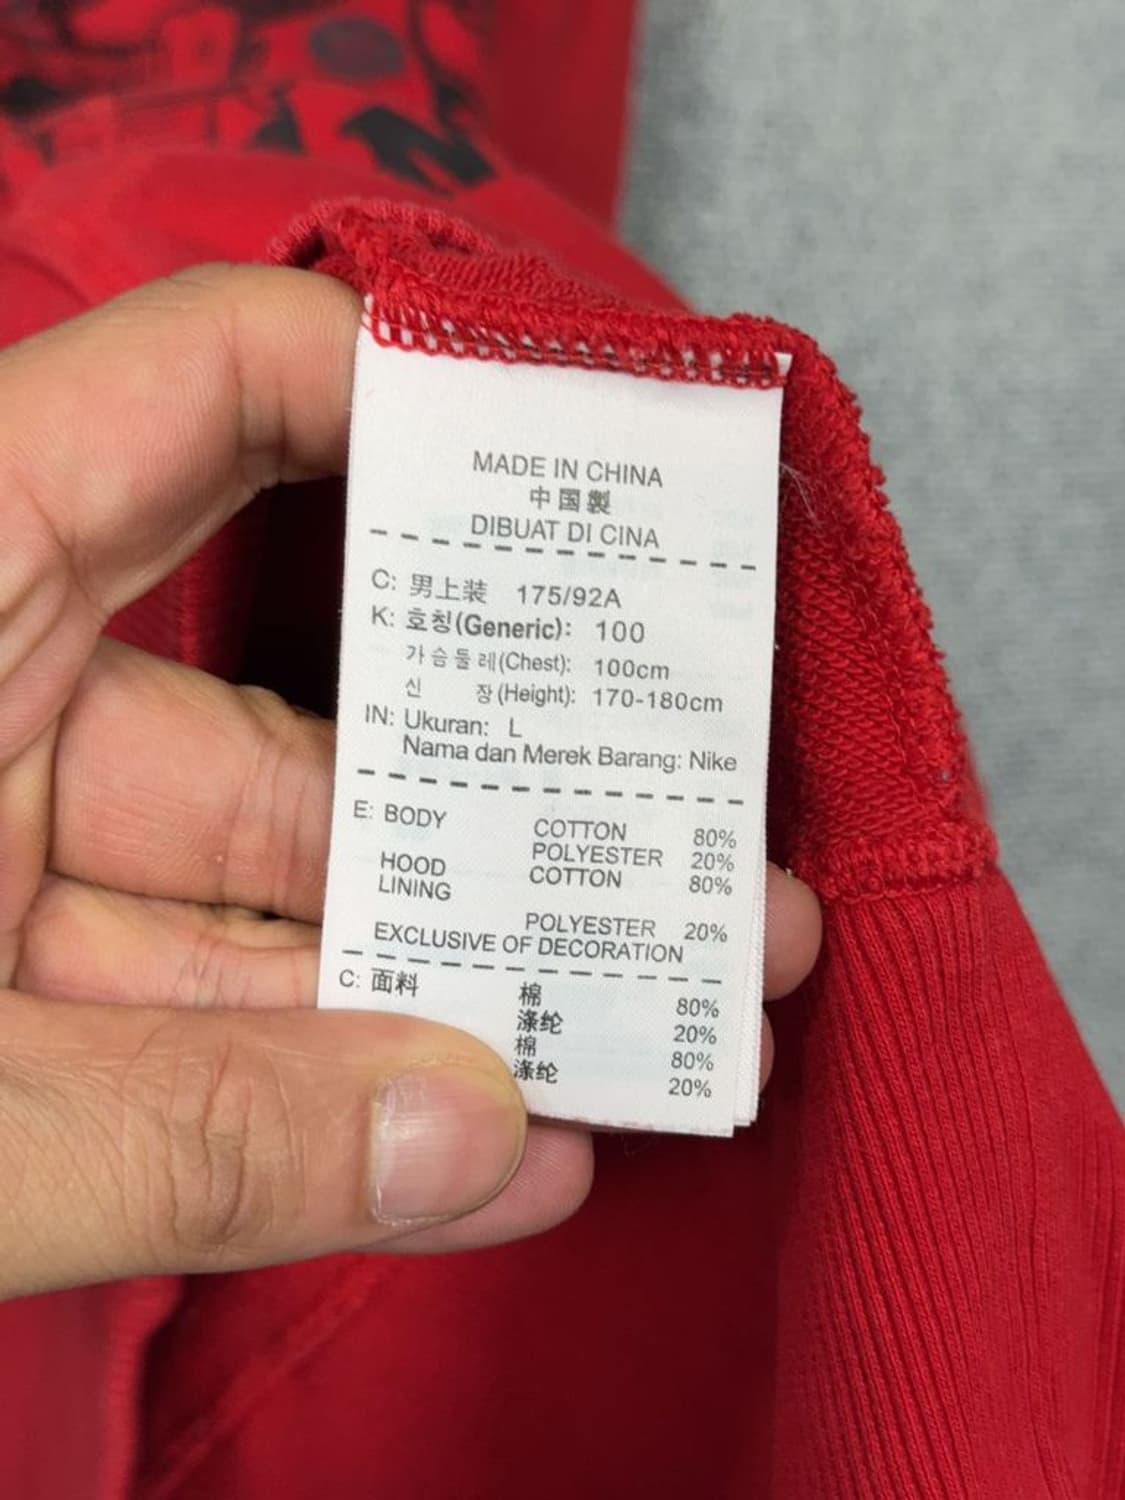 MADE IN CHINA
中国製
DIBUAT DI CINA
C: 男上装 175/92A
K: 호칭(Generic): 100
가슴둘레(Chest): 100cm
신 장(Height): 170-180cm
IN: Ukuran: L
Nama dan Merek Barang: Nike
E: BODY COTTON 80%
POLYESTER 20%
HOOD COTTON 80%
LINING
POLYESTER 20%
EXCLUSIVE OF DECORATION
C: 面料 棉 80%
涤纶 20%
棉 80%
涤纶 20%